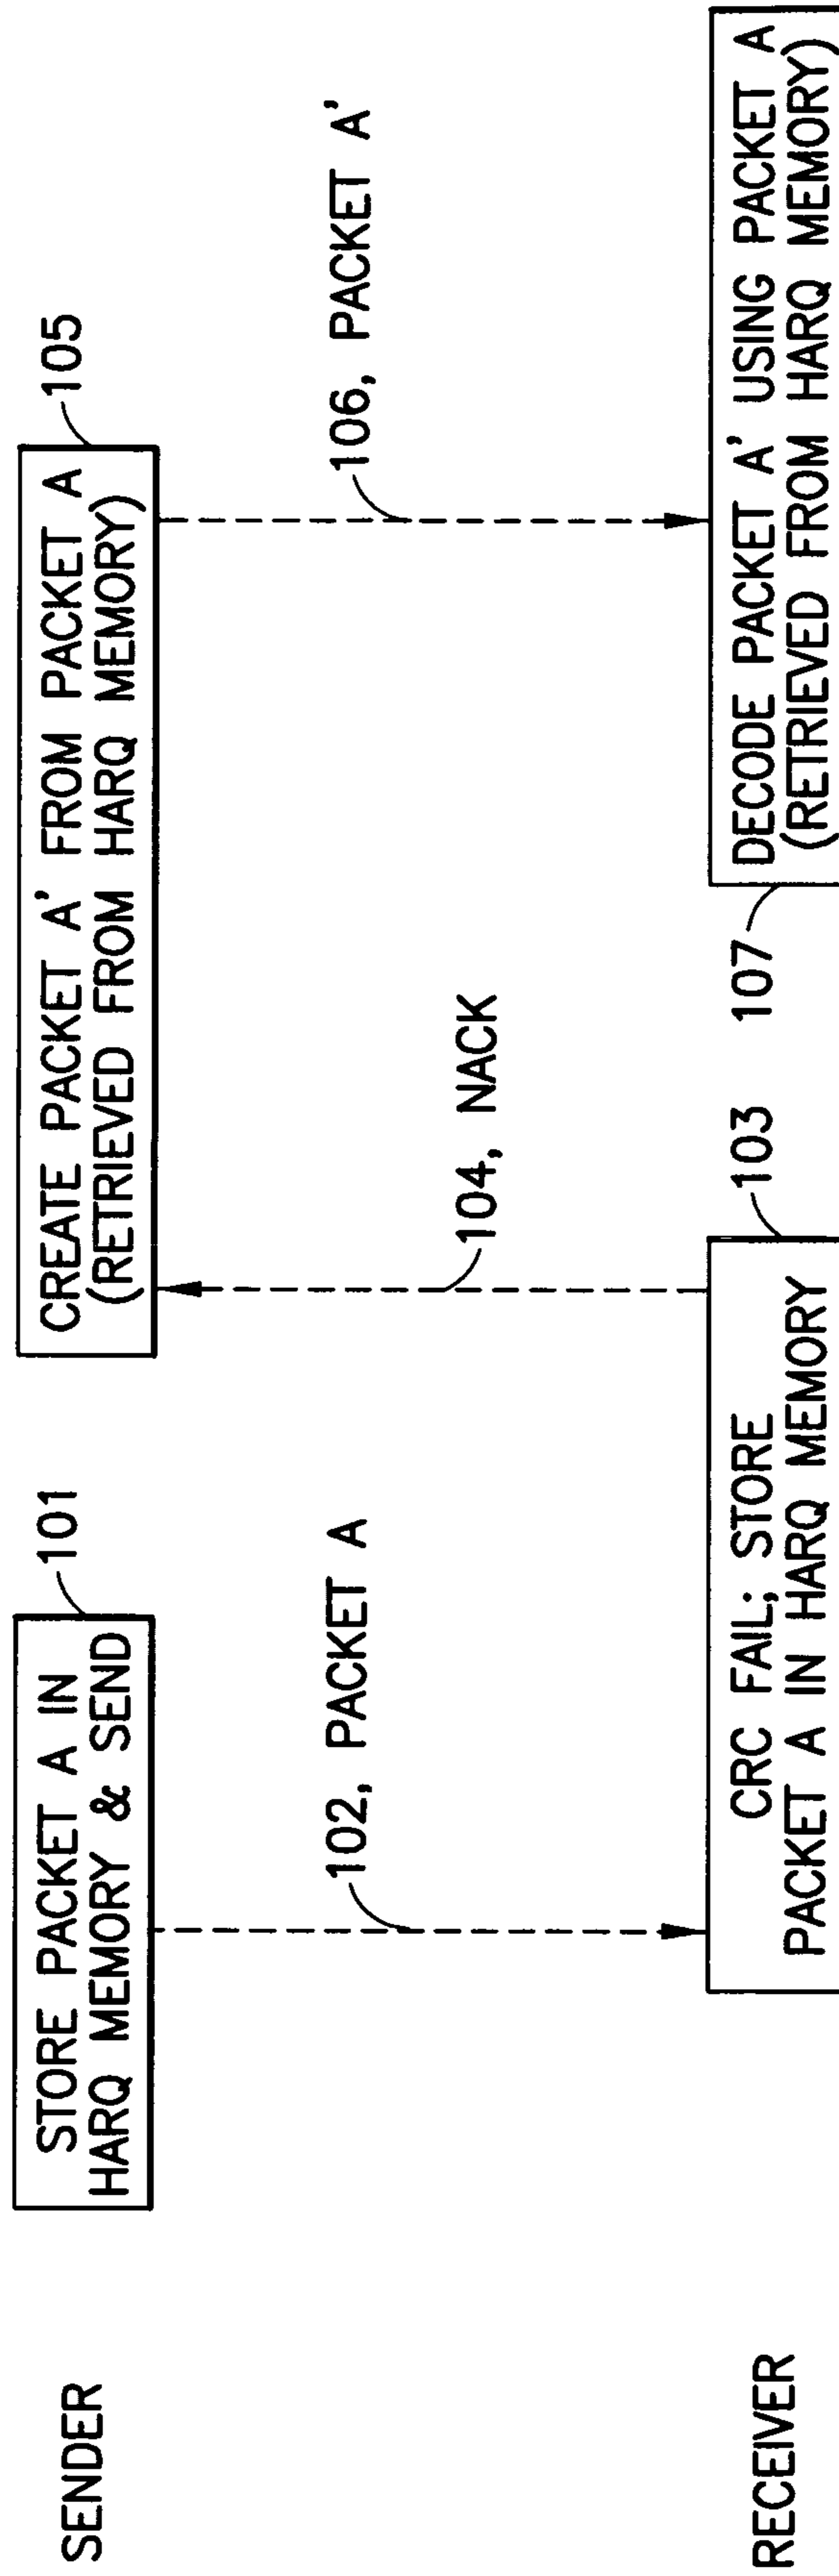 SENDER
STORE PACKET A IN
HARQ MEMORY & SEND
101
CREATE PACKET A' FROM PACKET A
(RETRIEVED FROM HARQ MEMORY)
105
102, PACKET A
104, NACK
106, PACKET A'
RECEIVER
CRC FAIL; STORE
PACKET A IN HARQ MEMORY
103
107
DECODE PACKET A' USING PACKET A
(RETRIEVED FROM HARQ MEMORY)